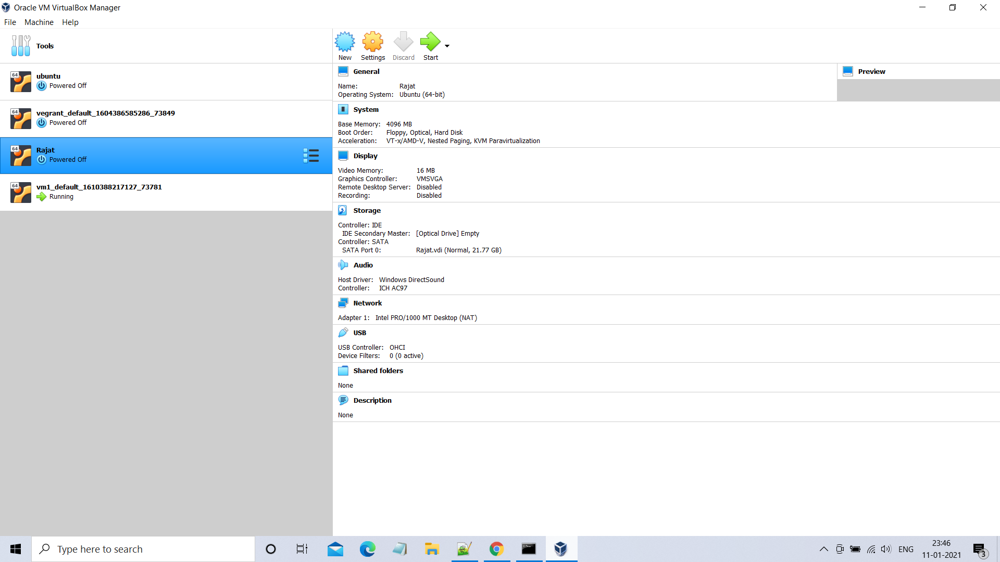 Oracle VM VirtualBox Manager
File Machine Help
Tools
64
ubuntu
Powered Off
64
vegrant_default_1604386585286_73849
Powered Off
64
Rajat
Powered Off
64
vm1_default_1610388217127_73781
Running
New Settings Discard Start
General
Name: Rajat
Operating System: Ubuntu (64-bit)
Preview
System
Base Memory: 4096 MB
Boot Order: Floppy, Optical, Hard Disk
Acceleration: VT-x/AMD-V, Nested Paging, KVM Paravirtualization
Display
Video Memory: 16 MB
Graphics Controller: VMSVGA
Remote Desktop Server: Disabled
Recording: Disabled
Storage
Controller: IDE
IDE Secondary Master: [Optical Drive] Empty
Controller: SATA
SATA Port 0: Rajat.vdi (Normal, 21.77 GB)
Audio
Host Driver: Windows DirectSound
Controller: ICH AC97
Network
Adapter 1: Intel PRO/1000 MT Desktop (NAT)
USB
USB Controller: OHCI
Device Filters: 0 (0 active)
Shared folders
None
Description
None
Type here to search
ENG
23:46
11-01-2021
3